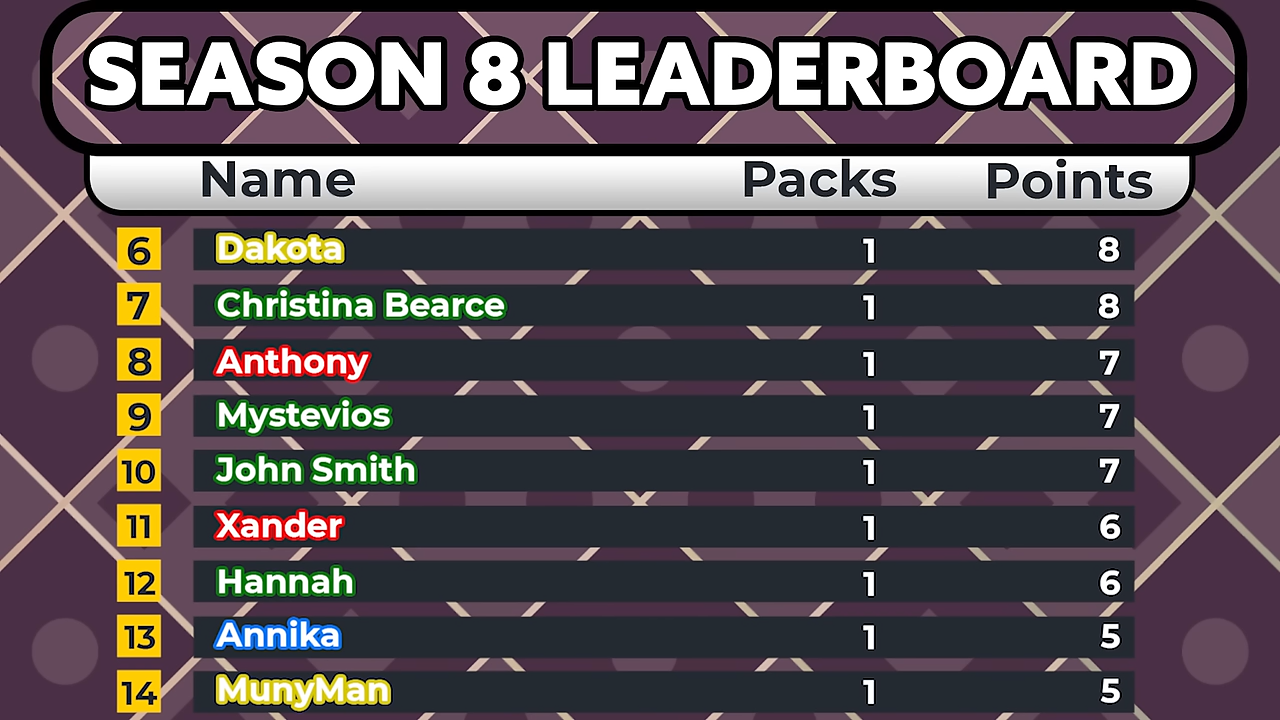 SEASON 8 LEADERBOARD
Name Packs Points
6 Dakota 1 8
7 Christina Bearce 1 8
8 Anthony 1 7
9 Mystevios 1 7
10 John Smith 1 7
11 Xander 1 6
12 Hannah 1 6
13 Annika 1 5
14 MunyMan 1 5